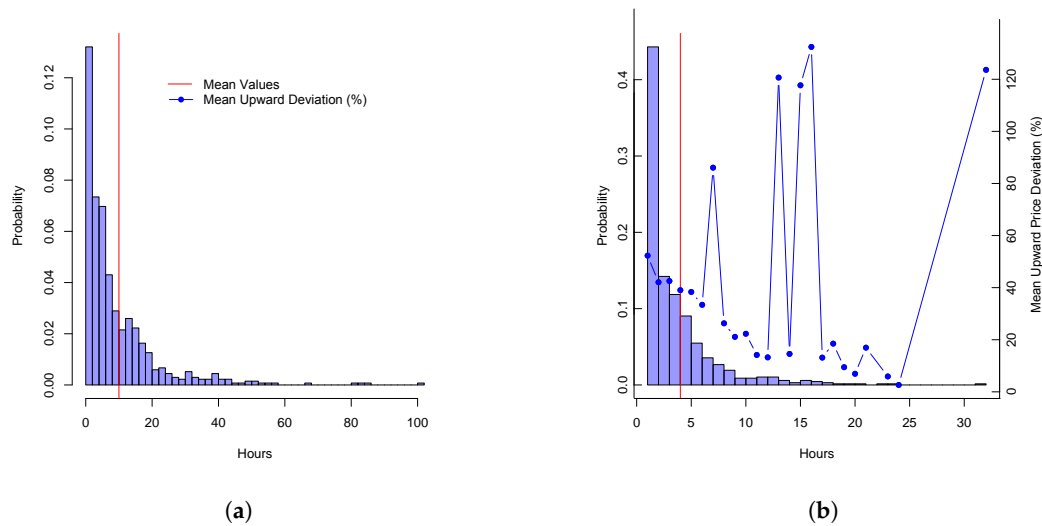 Probability
0.00 0.02 0.04 0.06 0.08 0.10 0.12
Mean Values
Mean Upward Deviation (%)
0 20 40 60 80 100
Hours
(a)
Probability
0.0 0.1 0.2 0.3 0.4
0 20 40 60 80 100 120
Mean Upward Price Deviation (%)
0 5 10 15 20 25 30
Hours
(b)